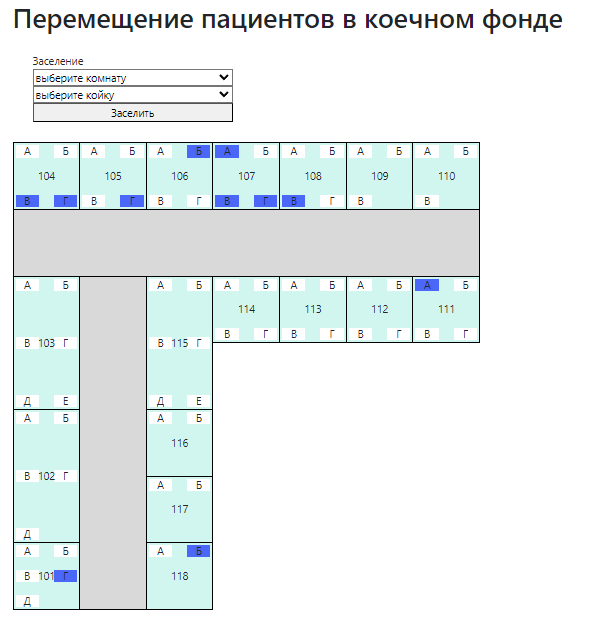 Перемещение пациентов в коечном фонде
Заселение
выберите комнату
выберите койку
Заселить
А Б А Б А Б А Б А Б А Б А Б
104 105 106 107 108 109 110
В Г В Г В Г В Г В Г В В
А Б А Б А Б А Б А Б А Б
114 113 112 111
В Г В Г В Г В Г
В 103 Г В 115 Г
Д Е Д Е
А Б А Б
116
В 102 Г
А Б
117
Д
А Б А Б
В 101 Г 118
Д